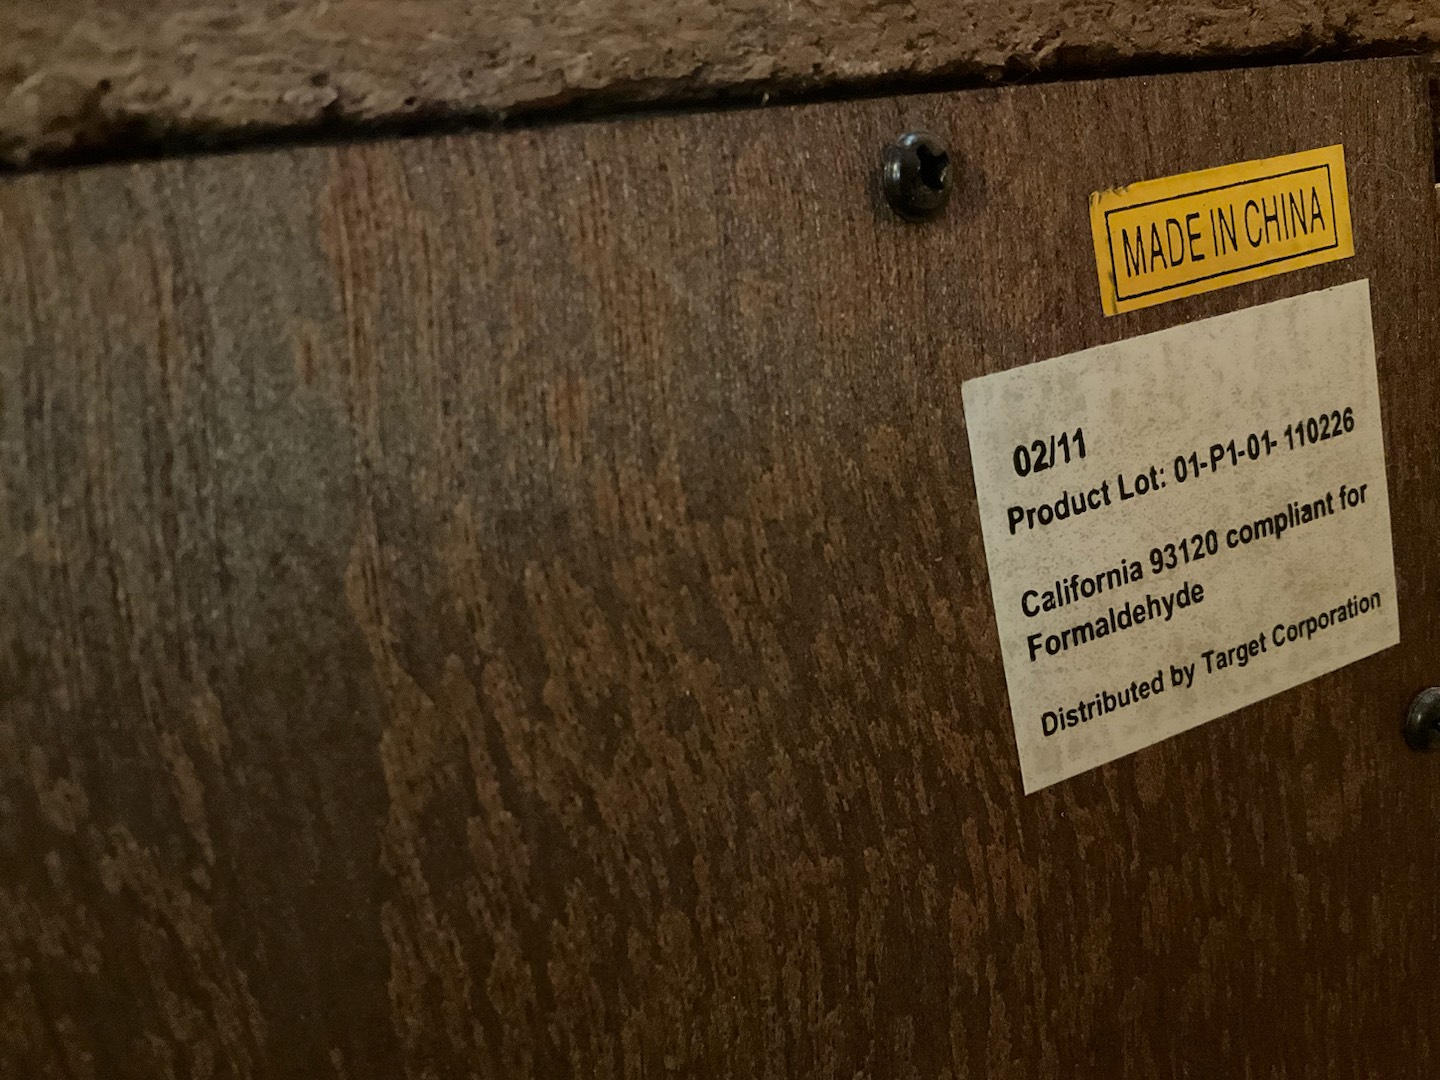 MADE IN CHINA
02/11
Product Lot: 01-P1-01- 110226
California 93120 compliant for
Formaldehyde
Distributed by Target Corporation